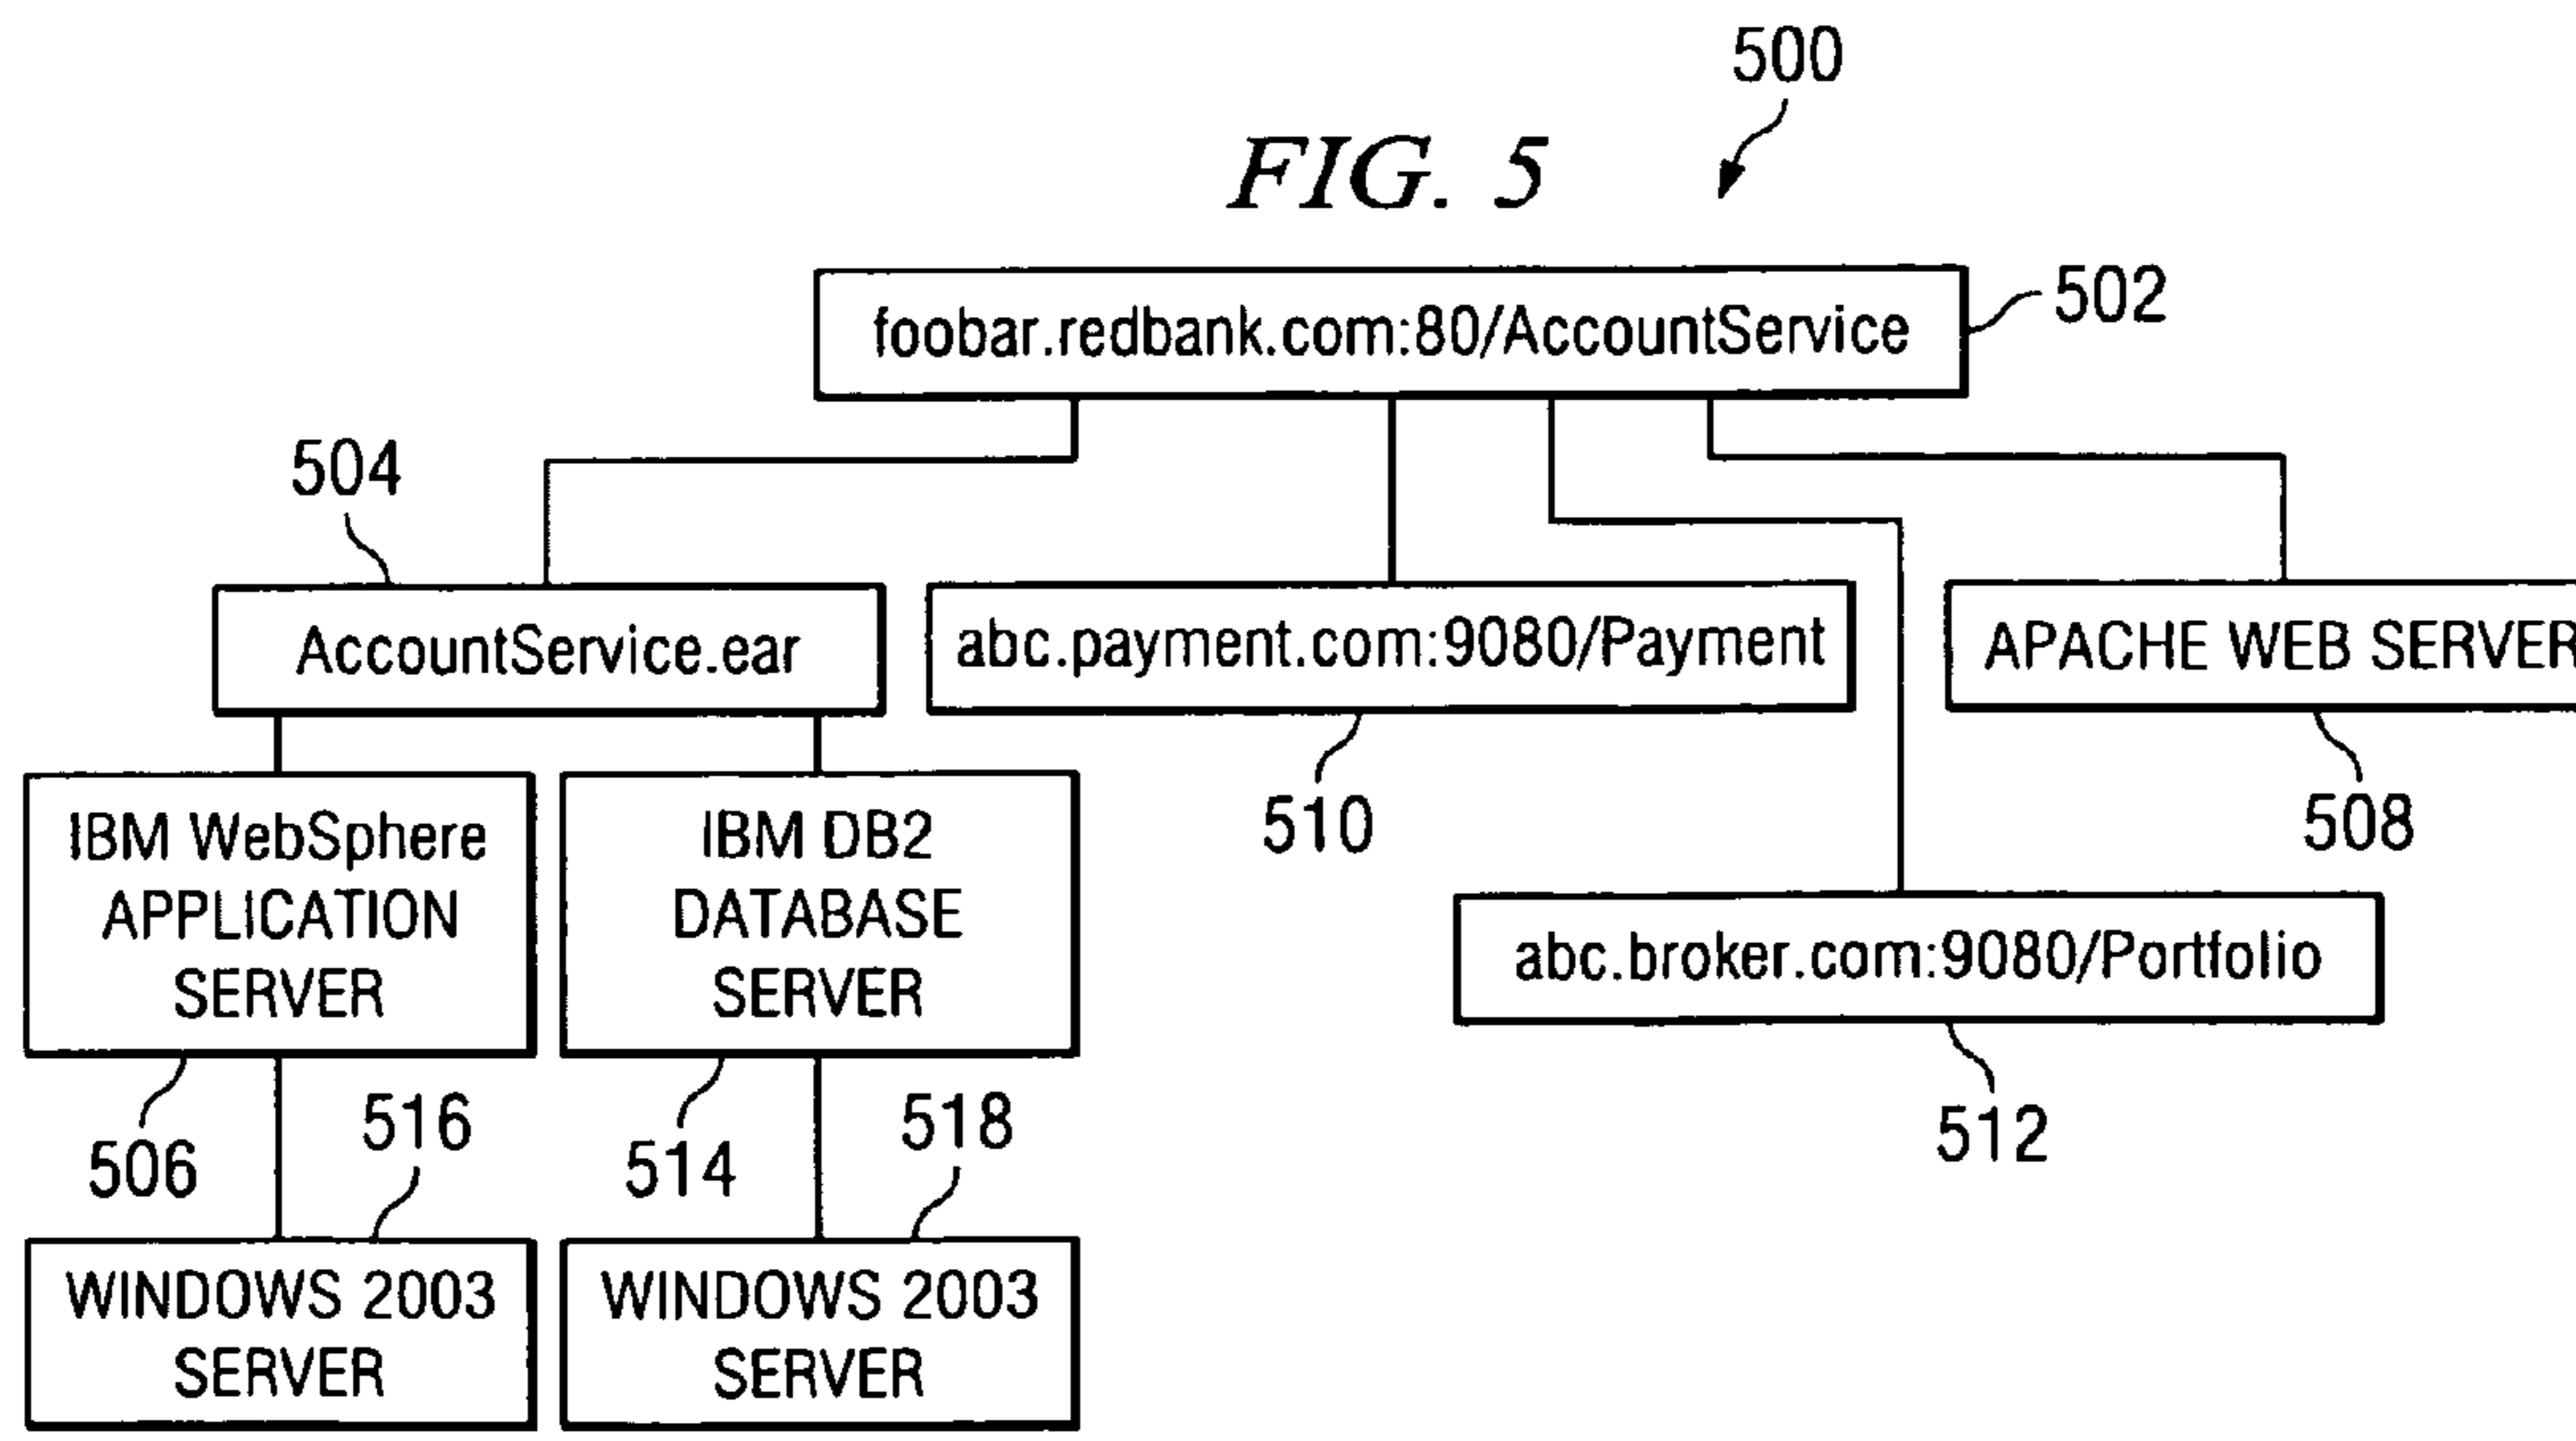 500
FIG. 5
foobar.redbank.com:80/AccountService
502
504
AccountService.ear
abc.payment.com:9080/Payment
APACHE WEB SERVER
510
508
IBM WebSphere
APPLICATION
SERVER
IBM DB2
DATABASE
SERVER
abc.broker.com:9080/Portfolio
512
506
516
514
518
WINDOWS 2003
SERVER
WINDOWS 2003
SERVER